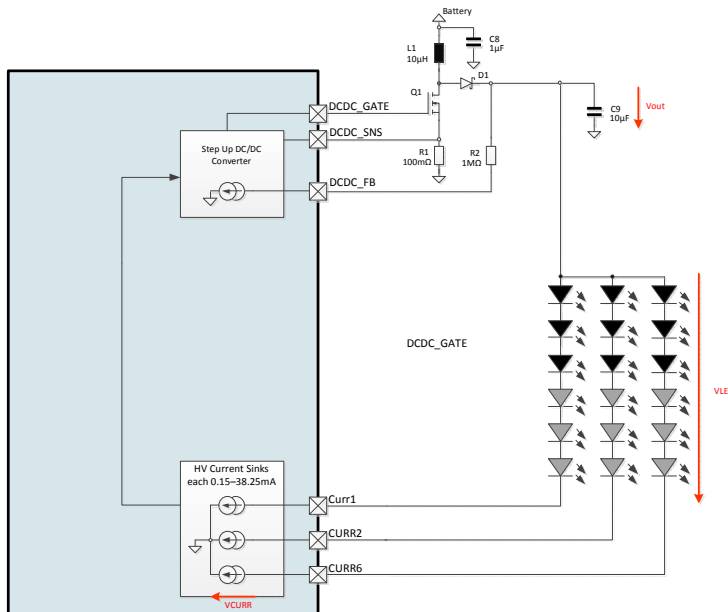 Battery
L1
10µH
C8
1µF
D1
Q1
DCDC_GATE
DCDC_SNS
Step Up DC/DC
Converter
R1
100mΩ
R2
1MΩ
C9
10µF
Vout
DCDC_FB
DCDC_GATE
VLE
HV Current Sinks
each 0.15–38.25mA
Curr1
CURR2
CURR6
VCURR